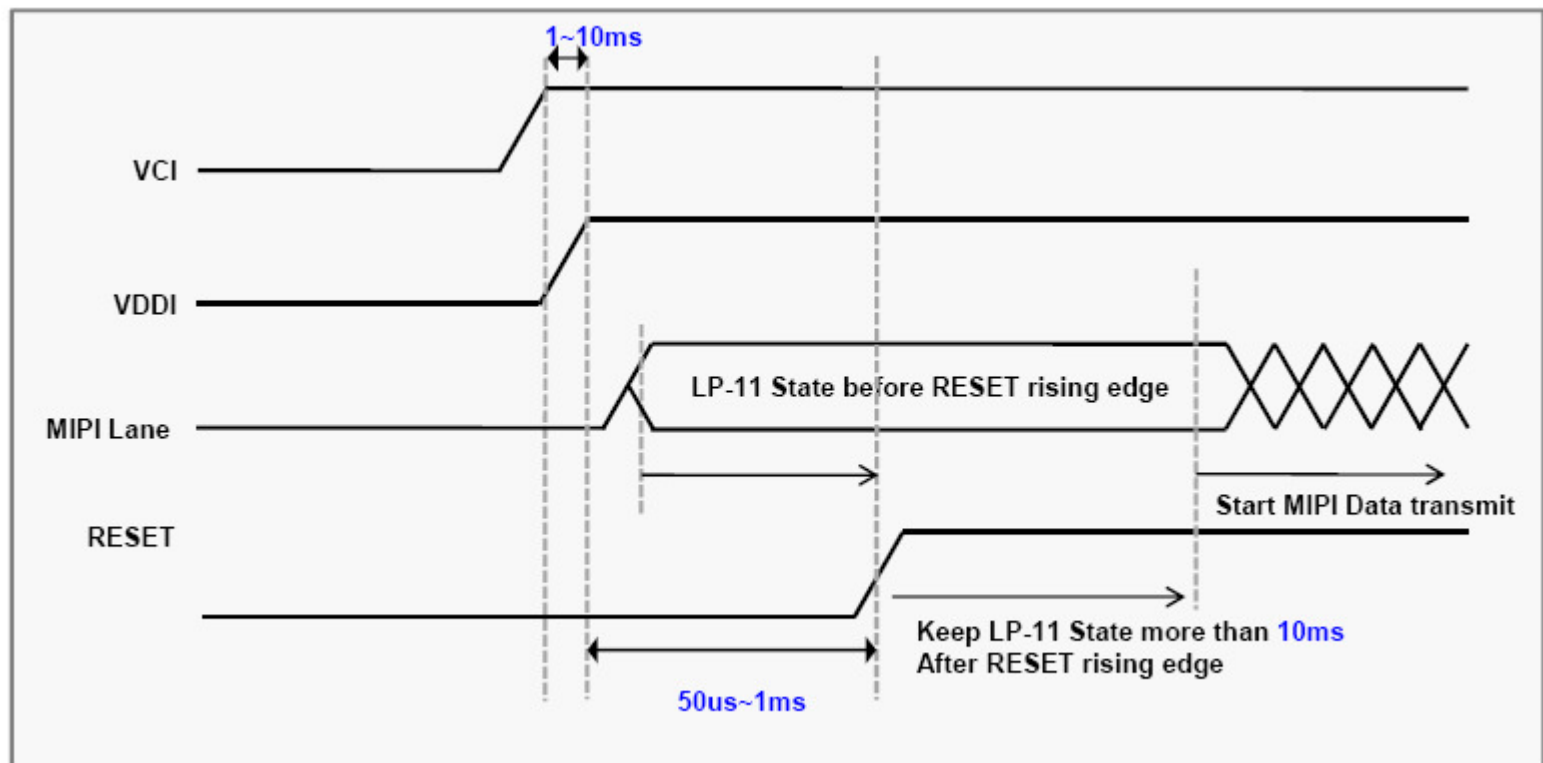 1~10ms
VCI
VDDI
LP-11 State before RESET rising edge
MIPI Lane
Start MIPI Data transmit
RESET
Keep LP-11 State more than 10ms
After RESET rising edge
50us~1ms